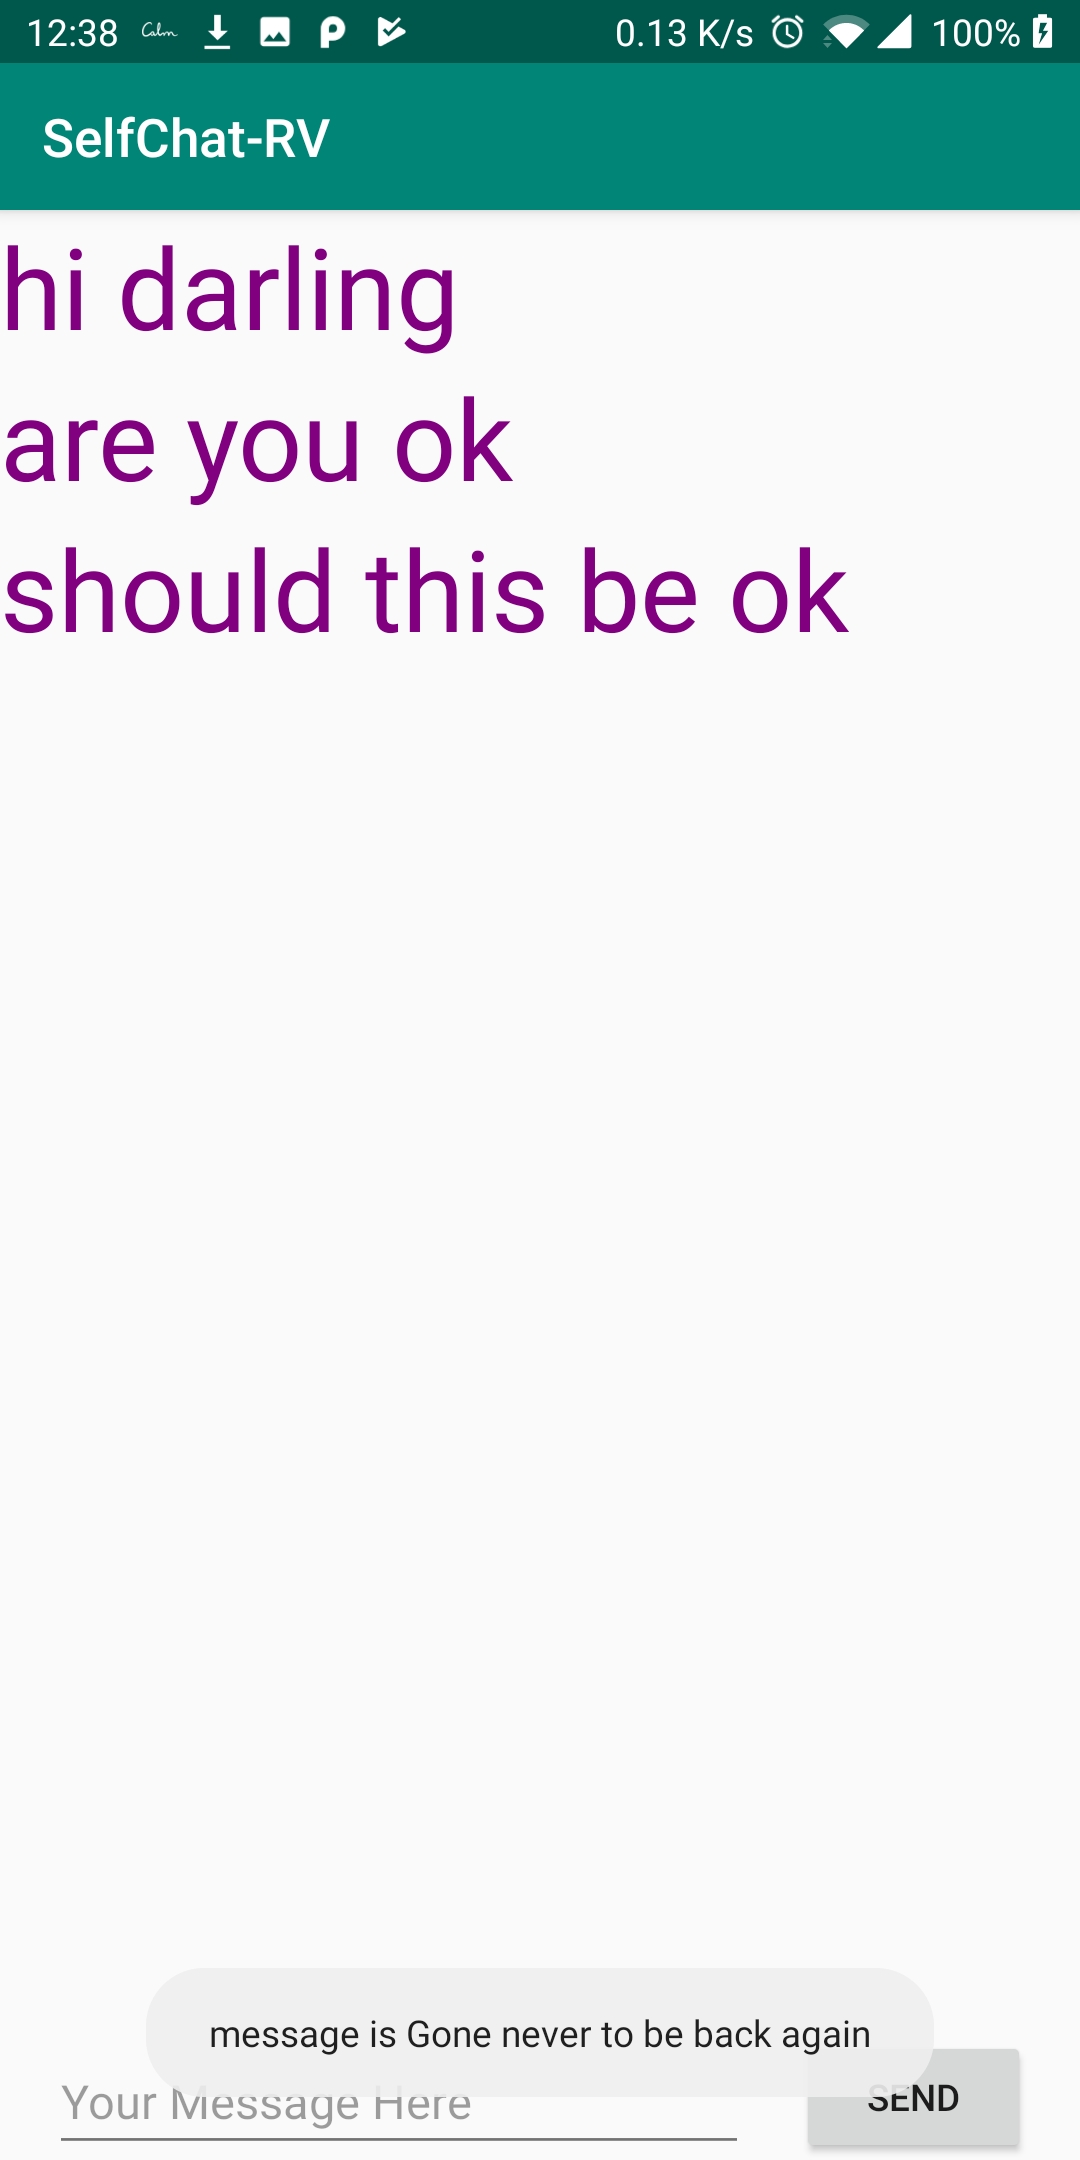 12:38 Calm 0.13 K/s 100%
SelfChat-RV
hi darling
are you ok
should this be ok
message is Gone never to be back again
Your Message Here
SEND